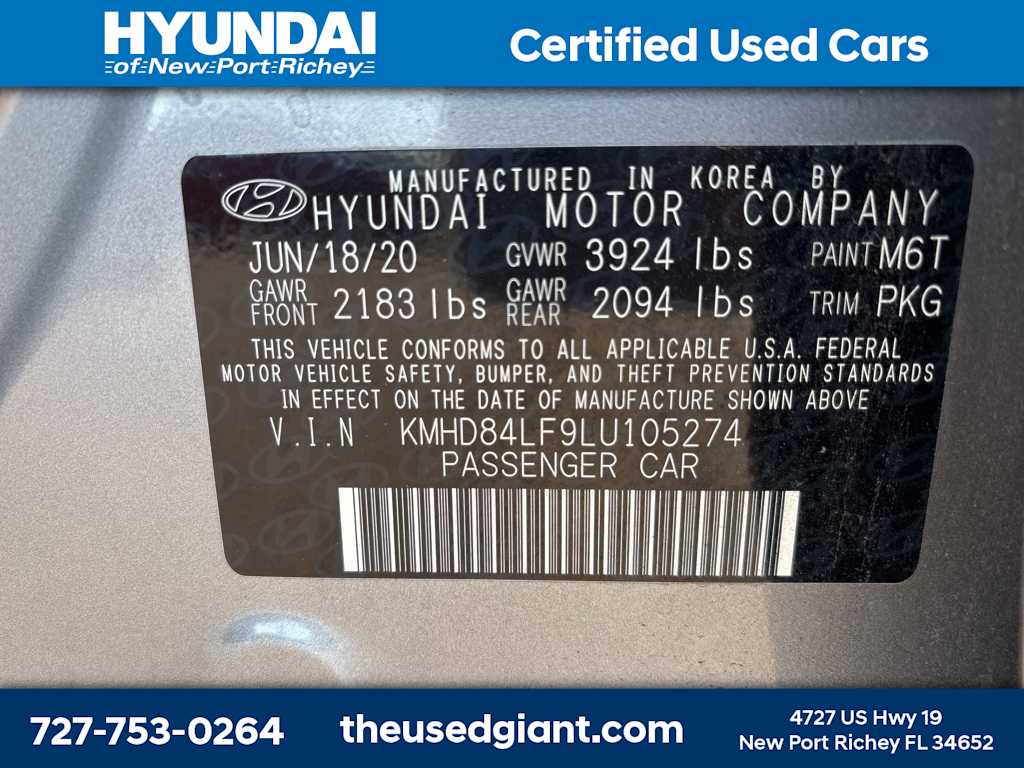 HYUNDAI
of New Port Richey
Certified Used Cars
MANUFACTURED IN KOREA BY
HYUNDAI MOTOR COMPANY
JUN/18/20 GVWR 3924 lbs PAINT M6T
GAWR FRONT 2183 lbs GAWR REAR 2094 lbs TRIM PKG
THIS VEHICLE CONFORMS TO ALL APPLICABLE U.S.A. FEDERAL
MOTOR VEHICLE SAFETY, BUMPER, AND THEFT PREVENTION STANDARDS
IN EFFECT ON THE DATE OF MANUFACTURE SHOWN ABOVE
V.I.N KMHD84LF9LU105274
PASSENGER CAR
727-753-0264
theusedgiant.com
4727 US Hwy 19
New Port Richey FL 34652